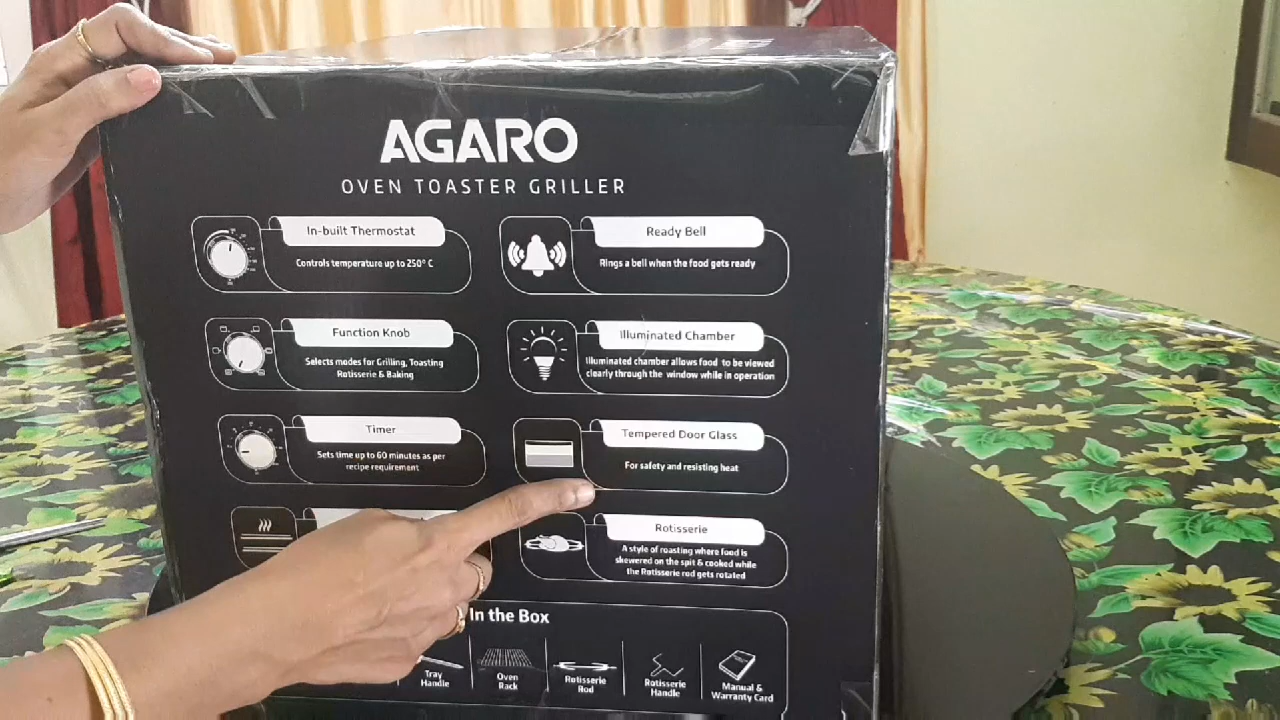 AGARO
OVEN TOASTER GRILLER
In-built Thermostat
Controls temperature up to 250° C
Ready Bell
Rings a bell when the food gets ready
Function Knob
Selects modes for Grilling, Toasting
Rotisserie & Baking
Illuminated Chamber
Illuminated chamber allows food to be viewed
clearly through the window while in operation
Timer
Sets time up to 60 minutes as per
recipe requirement
Tempered Door Glass
For safety and resisting heat
Rotisserie
A style of roasting where food is
skewered on the spit & cooked while
the Rotisserie rod gets rotated
In the Box
Tray
Handle
Oven
Rack
Rotisserie
Rod
Rotisserie
Handle
Manual &
Warranty Card